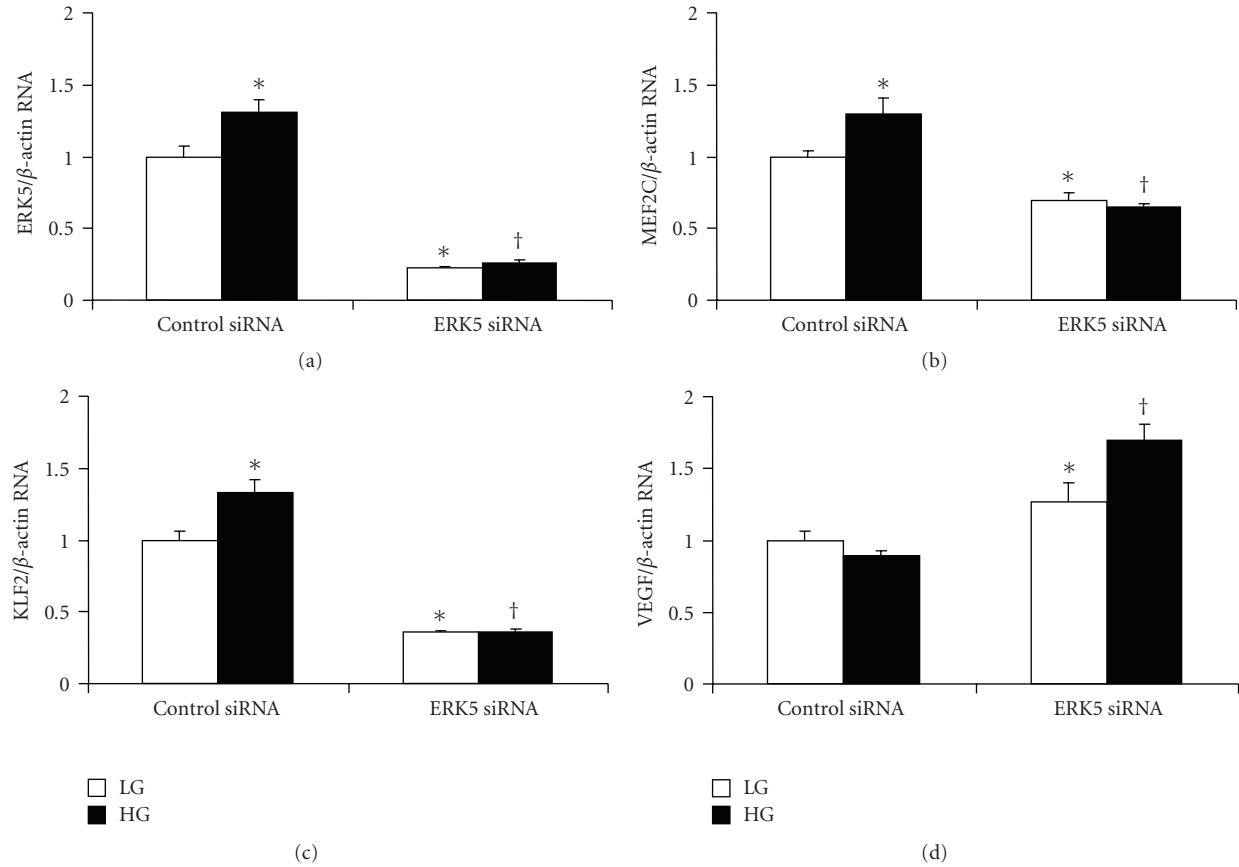 2
1.5
1
0.5
0
ERK5/β-actin RNA
*
*
†
Control siRNA
ERK5 siRNA
(a)
2
1.5
1
0.5
0
MEF2C/β-actin RNA
*
*
†
Control siRNA
ERK5 siRNA
(b)
2
1.5
1
0.5
0
KLF2/β-actin RNA
*
*
†
Control siRNA
ERK5 siRNA
LG
HG
(c)
2
1.5
1
0.5
0
VEGF/β-actin RNA
*
†
Control siRNA
ERK5 siRNA
LG
HG
(d)